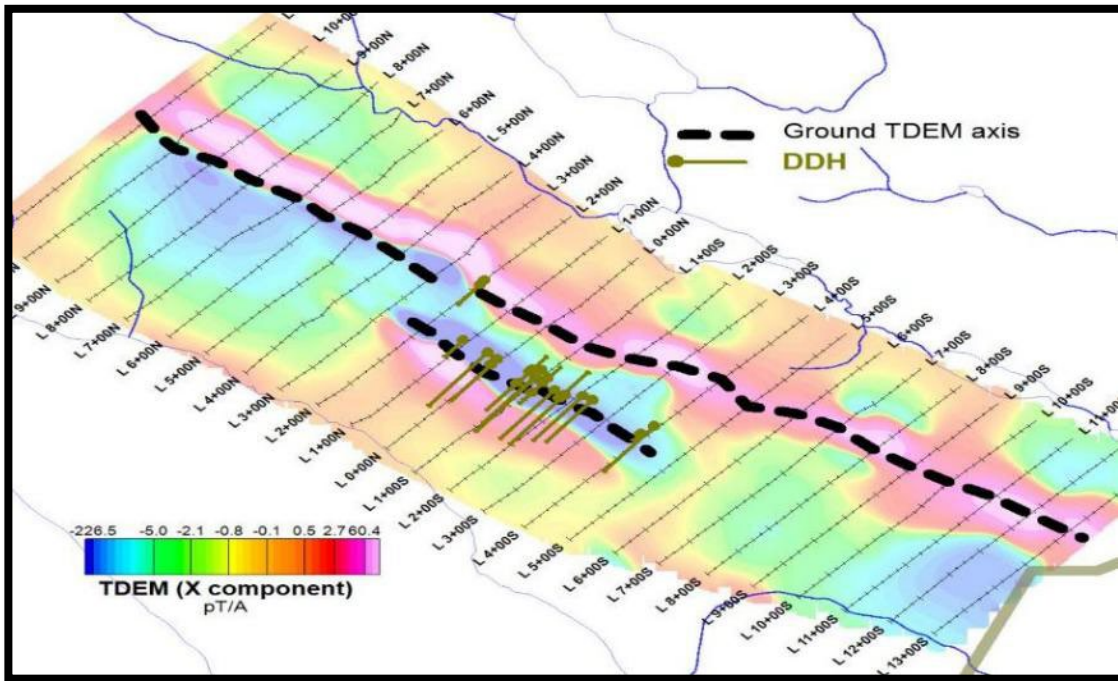 L 10+00N
L 9+00N
L 8+00N
L 7+00N
L 6+00N
L 5+00N
L 4+00N
L 3+00N
L 2+00N
L 1+00N
L 0+00N
L 1+00S
L 2+00S
L 3+00S
L 4+00S
L 5+00S
L 6+00S
L 7+00S
L 8+00S
L 9+00S
L 10+00S
Ground TDEM axis
DDH
L 9+00N
L 8+00N
L 7+00N
L 6+00N
L 5+00N
L 4+00N
L 3+00N
L 2+00N
L 1+00N
L 0+00N
L 1+00S
L 2+00S
L 3+00S
L 4+00S
L 5+00S
L 6+00S
L 7+00S
L 8+00S
L 9+00S
L 10+00S
L 11+00S
L 12+00S
L 13+00S
-226.5 -5.0 -2.1 -0.8 -0.1 0.5 2.7 60.4
TDEM (X component)
pT/A